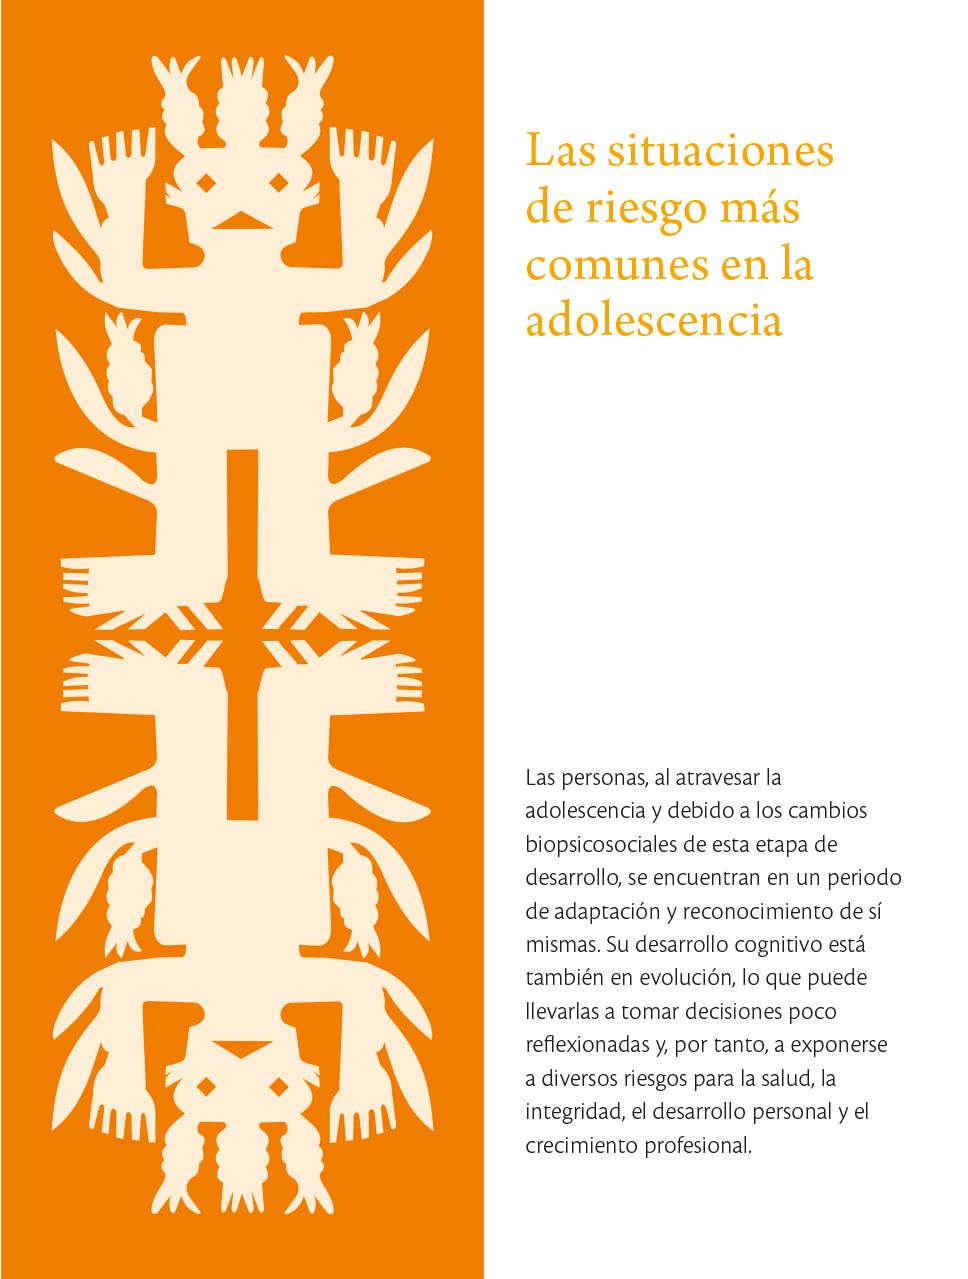 Las situaciones
de riesgo más
comunes en la
adolescencia
Las personas, al atravesar la
adolescencia y debido a los cambios
biopsicosociales de esta etapa de
desarrollo, se encuentran en un periodo
de adaptación y reconocimiento de sí
mismas. Su desarrollo cognitivo está
también en evolución, lo que puede
llevarlas a tomar decisiones poco
reflexionadas y, por tanto, a exponerse
a diversos riesgos para la salud, la
integridad, el desarrollo personal y el
crecimiento profesional.